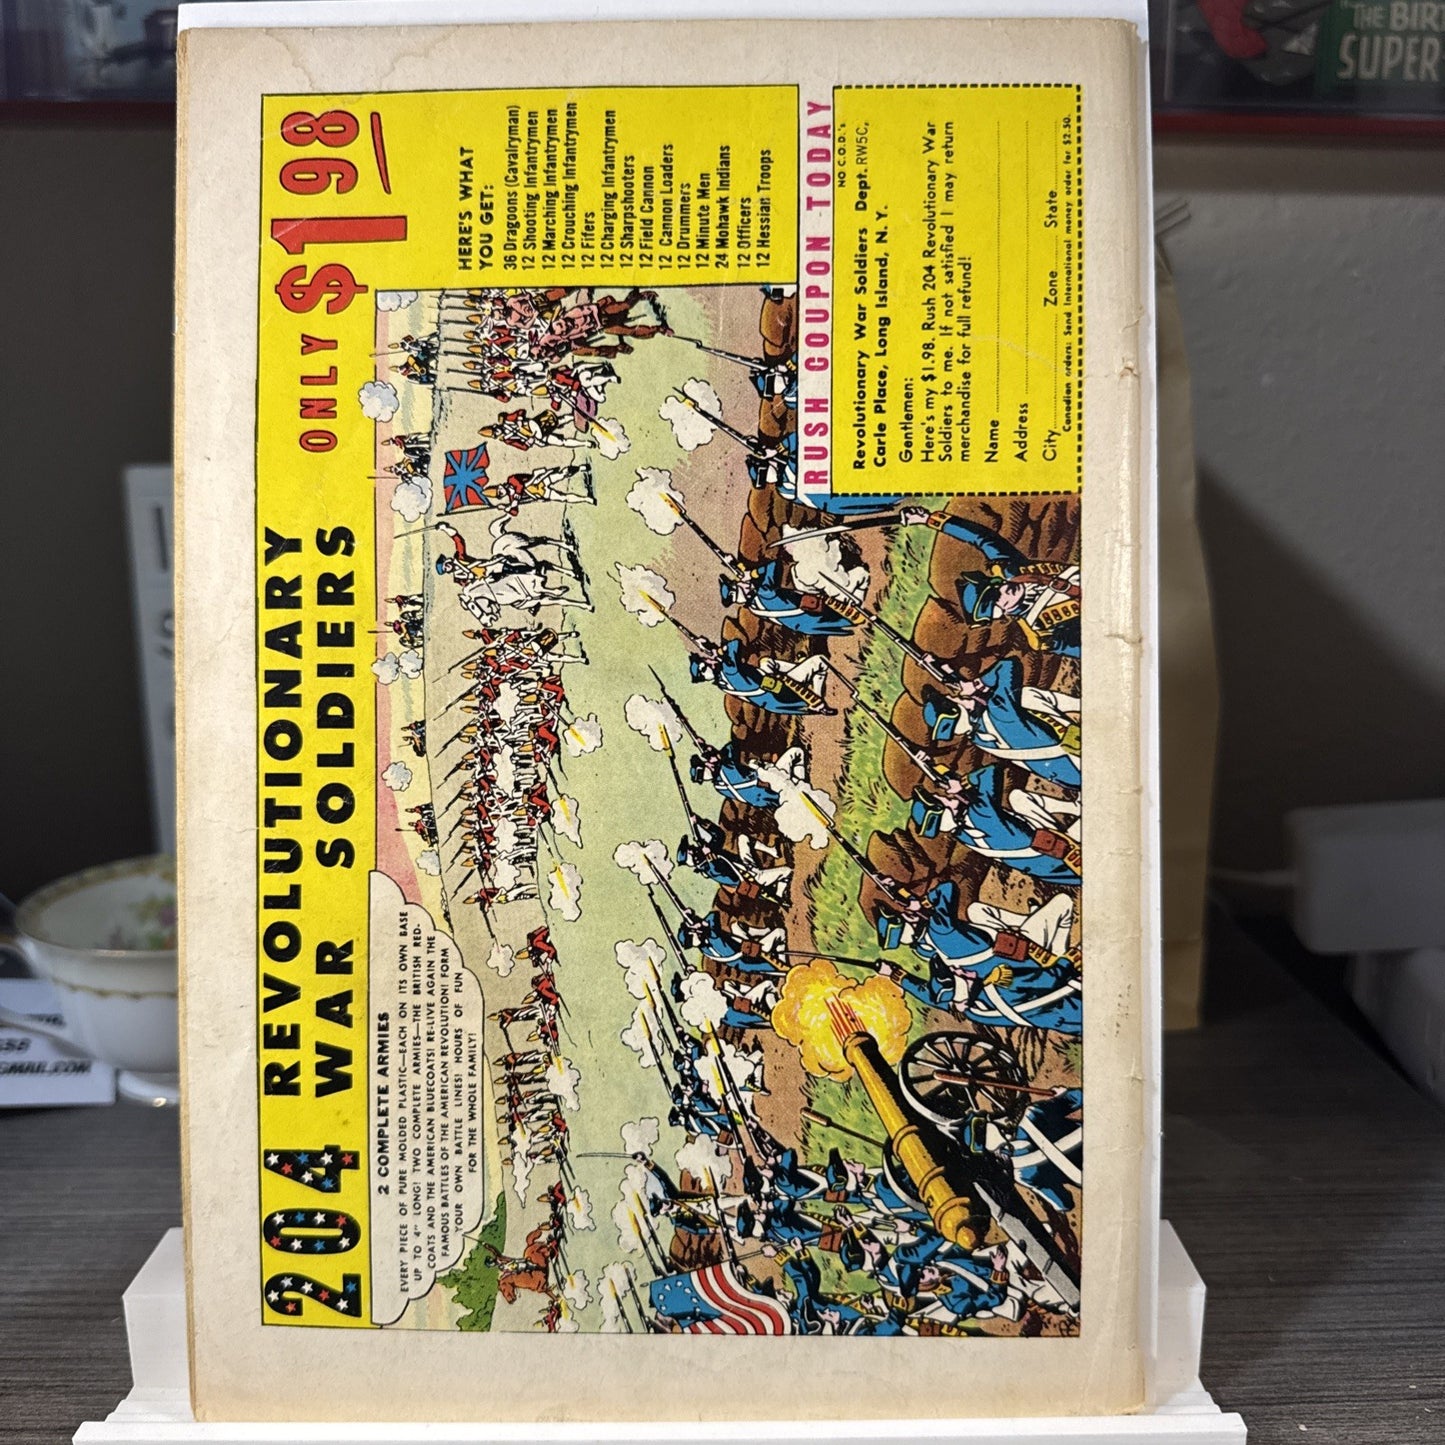 204 REVOLUTIONARY
WAR SOLDIERS
ONLY $1 98
2 COMPLETE ARMIES
EVERY PIECE OF PURE MOLDED PLASTIC—EACH ON ITS OWN BASE
UP TO 4" LONG! TWO COMPLETE ARMIES—THE BRITISH RED-
COATS AND THE AMERICAN BLUECOATS! RE-LIVE AGAIN THE
FAMOUS BATTLES OF THE AMERICAN REVOLUTION! FORM
YOUR OWN BATTLE LINES! HOURS OF FUN
FOR THE WHOLE FAMILY!
HERE'S WHAT
YOU GET:
36 Dragoons (Cavalryman)
12 Shooting Infantrymen
12 Marching Infantrymen
12 Crouching Infantrymen
12 Fifers
12 Charging Infantrymen
12 Sharpshooters
12 Field Cannon
12 Cannon Loaders
12 Drummers
12 Minute Men
24 Mohawk Indians
12 Officers
12 Hessian Troops
RUSH COUPON TODAY
NO C.O.D.'s
Revolutionary War Soldiers Dept. RW5C,
Carle Place, Long Island, N. Y.
Gentlemen:
Here's my $1.98. Rush 204 Revolutionary War
Soldiers to me. If not satisfied I may return
merchandise for full refund!
Name
Address
City Zone State
Canadian orders: Send International money order for $2.50.
"THE BIRT
SUPER
GMAIL.COM